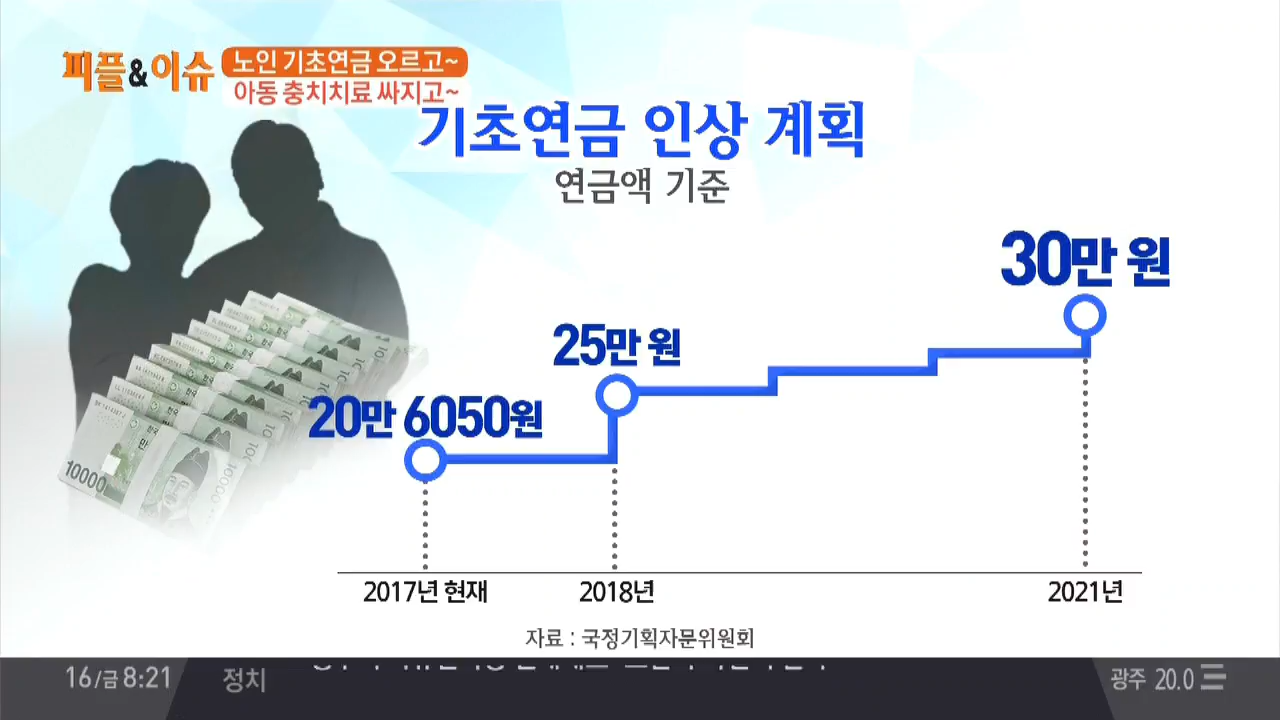 피플&이슈
노인 기초연금 오르고~
아동 충치치료 싸지고~
기초연금 인상 계획
연금액 기준
30만 원
25만 원
20만 6050원
10000
2017년 현재
2018년
2021년
자료 : 국정기획자문위원회
16/금 8:21
정치
광주 20.0